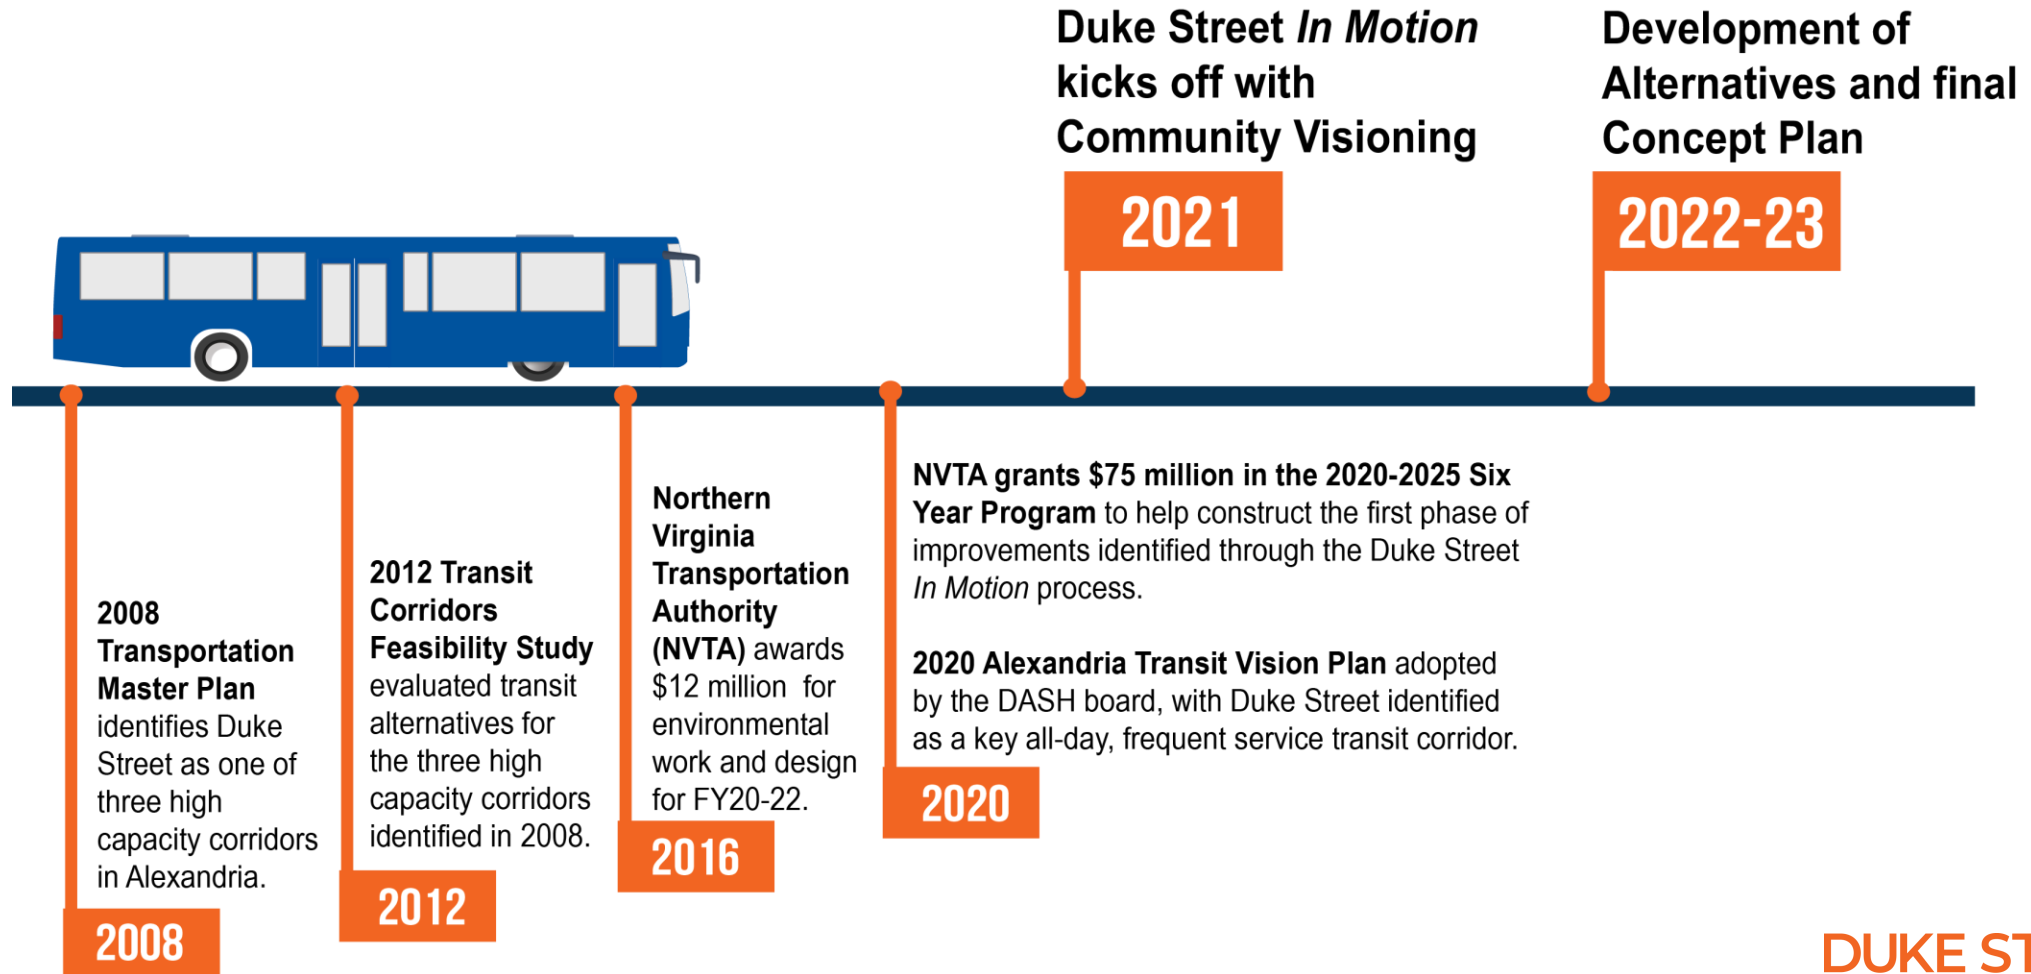 Duke Street In Motion
kicks off with
Community Visioning
2021
Development of
Alternatives and final
Concept Plan
2022-23
2008
Transportation
Master Plan
identifies Duke
Street as one of
three high
capacity corridors
in Alexandria.
2008
2012 Transit
Corridors
Feasibility Study
evaluated transit
alternatives for
the three high
capacity corridors
identified in 2008.
2012
Northern
Virginia
Transportation
Authority
(NVTA) awards
$12 million for
environmental
work and design
for FY20-22.
2016
NVTA grants $75 million in the 2020-2025 Six
Year Program to help construct the first phase of
improvements identified through the Duke Street
In Motion process.
2020 Alexandria Transit Vision Plan adopted
by the DASH board, with Duke Street identified
as a key all-day, frequent service transit corridor.
2020
DUKE ST